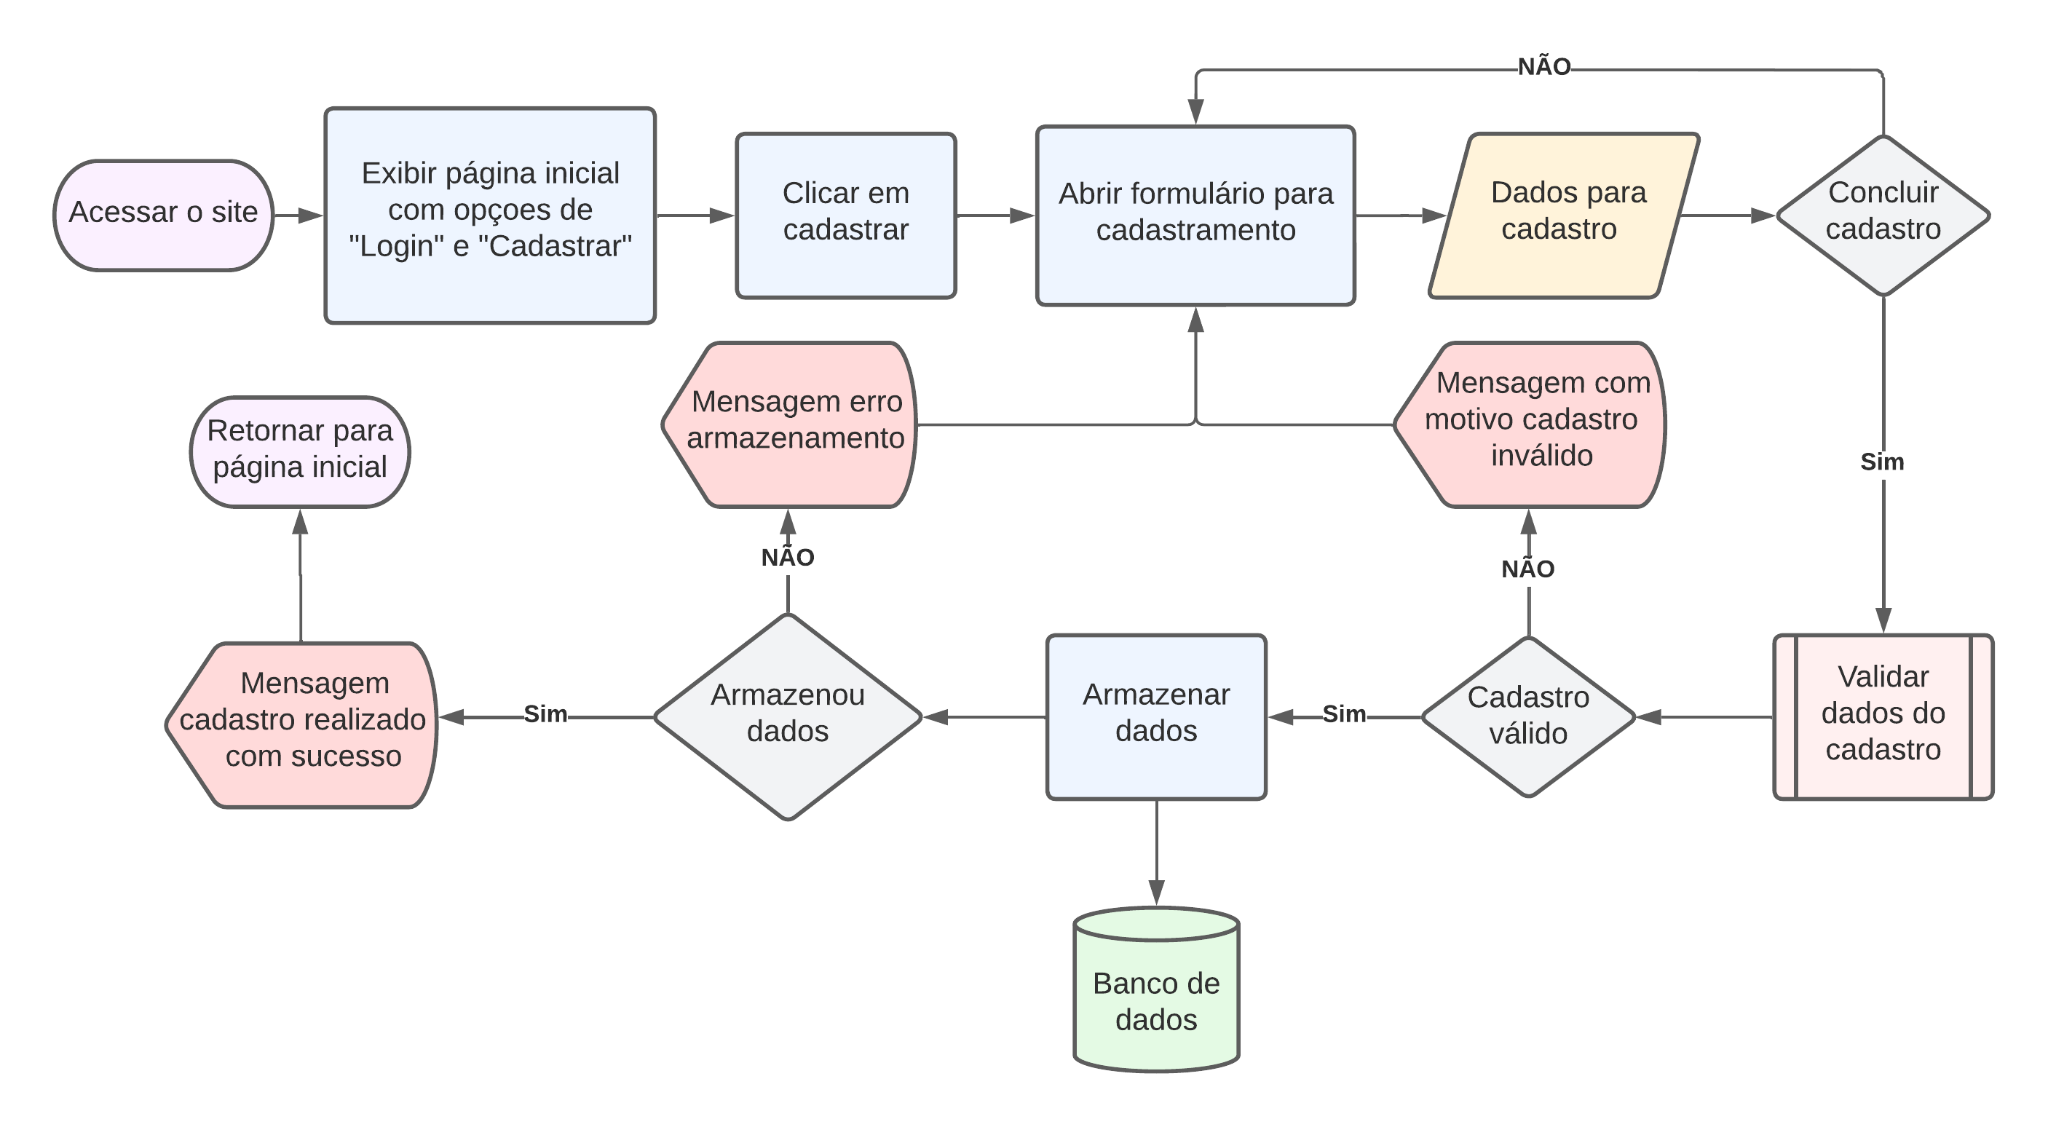 NÃO
Acessar o site
Exibir página inicial
com opçoes de
"Login" e "Cadastrar"
Clicar em
cadastrar
Abrir formulário para
cadastramento
Dados para
cadastro
Concluir
cadastro
Retornar para
página inicial
Mensagem erro
armazenamento
Mensagem com
motivo cadastro
inválido
Sim
NÃO
NÃO
Mensagem
cadastro realizado
com sucesso
Sim
Armazenou
dados
Armazenar
dados
Sim
Cadastro
válido
Validar
dados do
cadastro
Banco de
dados